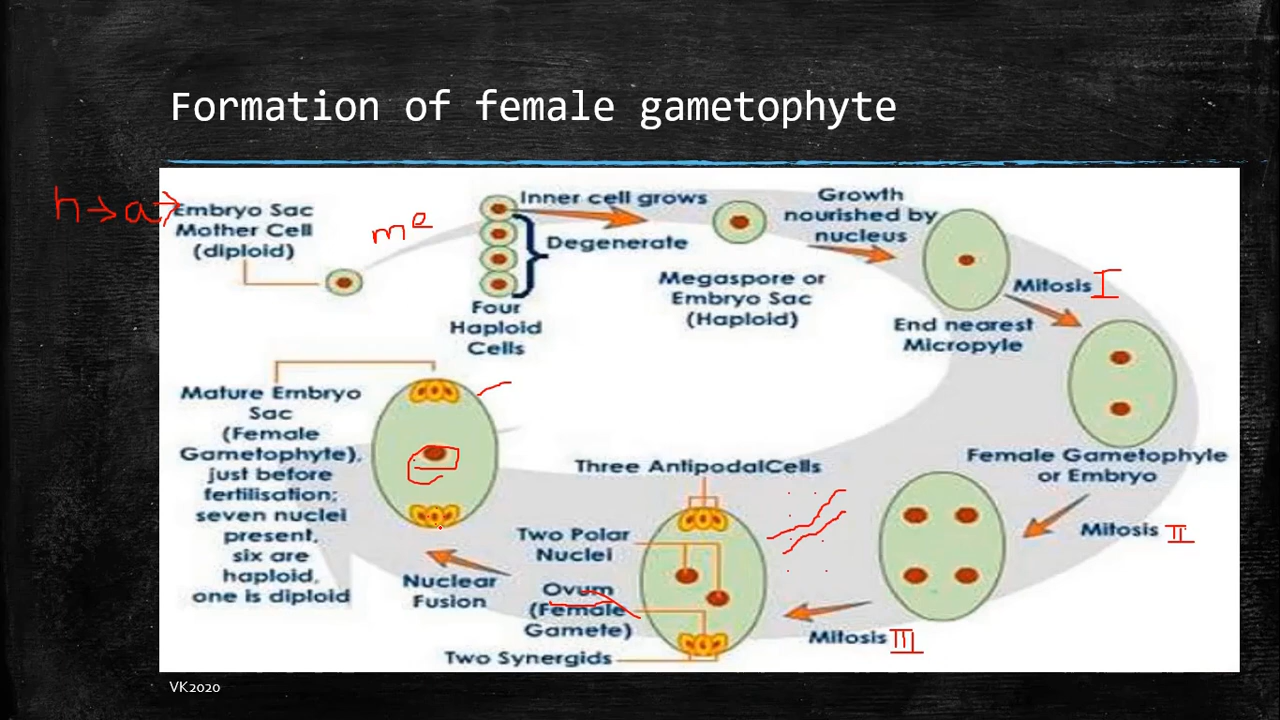 Formation of female gametophyte
h→a→
Embryo Sac
Mother Cell
(diploid)
Inner cell grows
Degenerate
Four
Haploid
Cells
Megaspore or
Embryo Sac
(Haploid)
Growth
nourished by
nucleus
End nearest
Micropyle
Mitosis I
Female Gametophyle
or Embryo
Mitosis II
Mitosis III
Three AntipodalCells
Two Polar
Nuclei
Ovum
(Female
Gamete)
Two Synergids
Nuclear
Fusion
Mature Embryo
Sac
(Female
Gametophyte),
just before
fertilisation;
seven nuclei
present,
six are
haploid,
one is diploid
VK2020